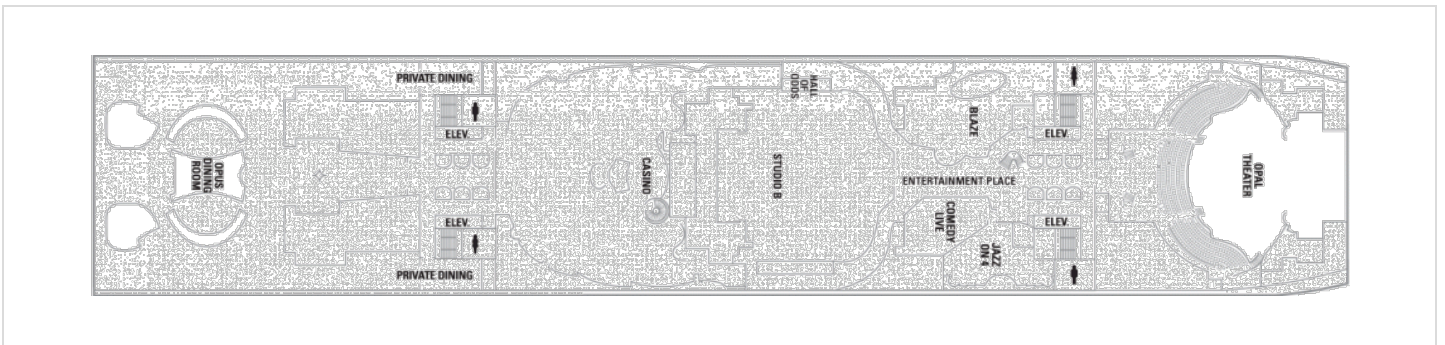 PRIVATE DINING
ELEV.
OPUS
DINING
ROOM
ELEV.
PRIVATE DINING
CASINO
STUDIO B
HALL
OF
ODDS
BLAZE
ELEV.
ENTERTAINMENT PLACE
COMEDY
LIVE
JAZZ
ON 4
ELEV.
OPAL
THEATER